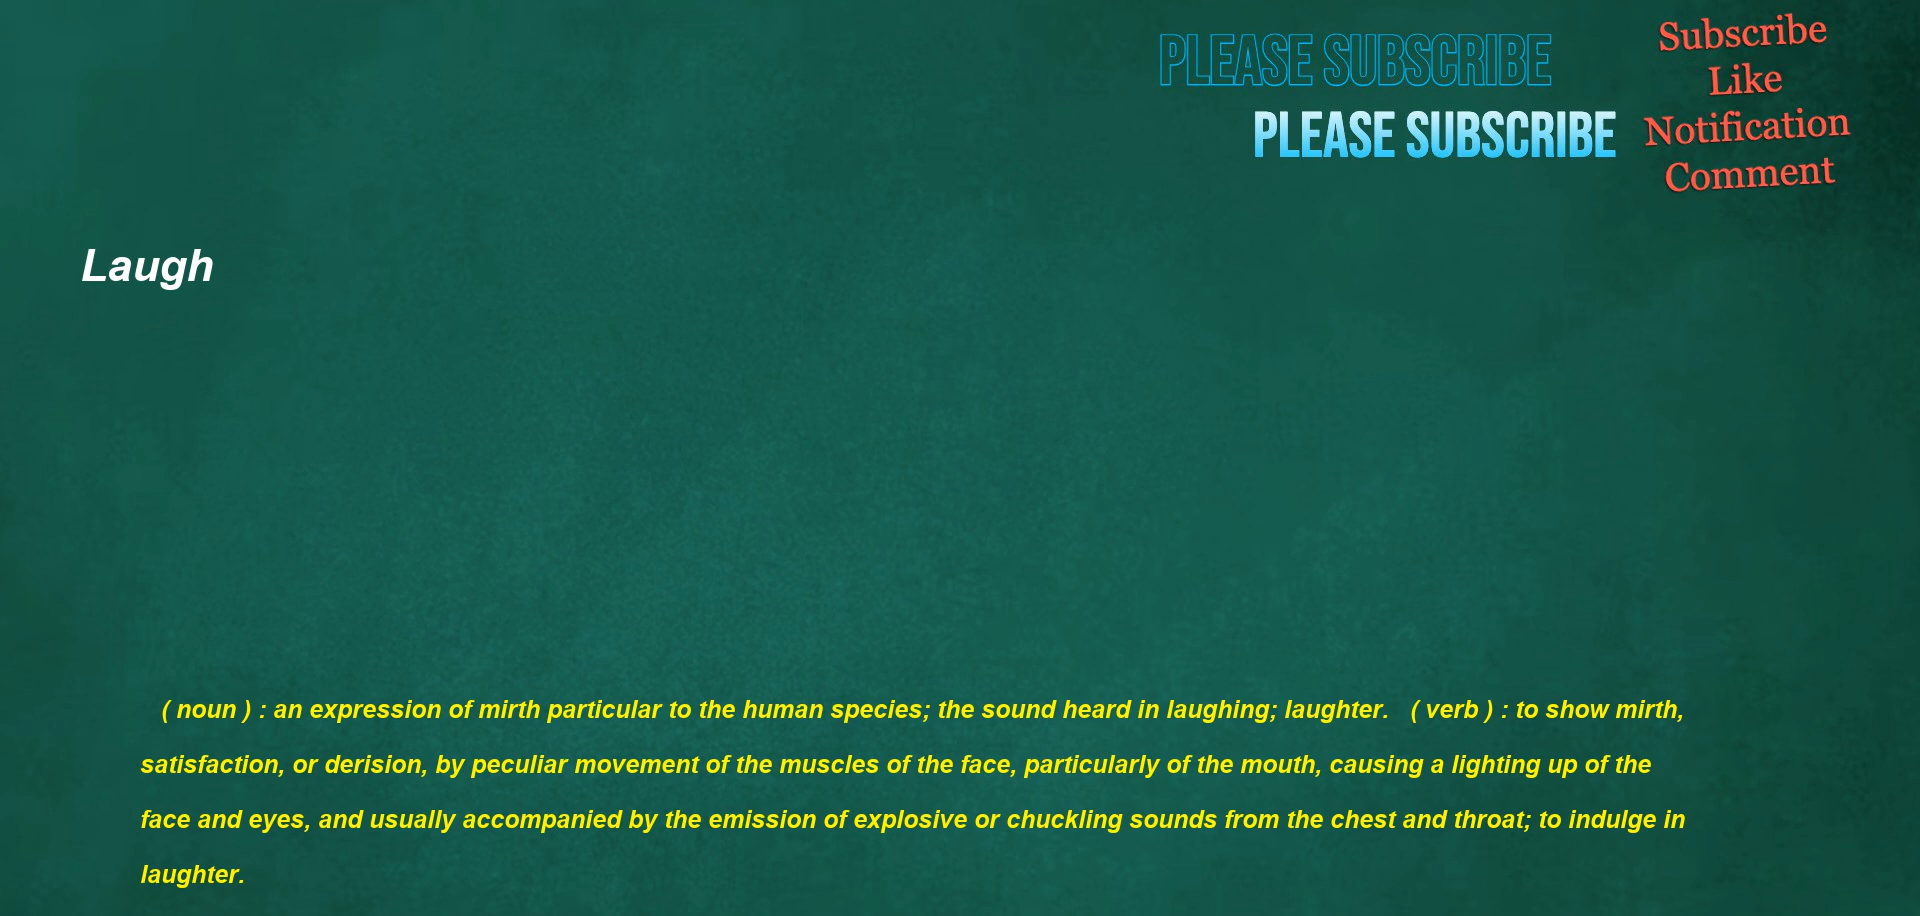 PLEASE SUBSCRIBE
PLEASE SUBSCRIBE
Subscribe
Like
Notification
Comment
Laugh
( noun ) : an expression of mirth particular to the human species; the sound heard in laughing; laughter.   ( verb ) : to show mirth,
satisfaction, or derision, by peculiar movement of the muscles of the face, particularly of the mouth, causing a lighting up of the
face and eyes, and usually accompanied by the emission of explosive or chuckling sounds from the chest and throat; to indulge in
laughter.